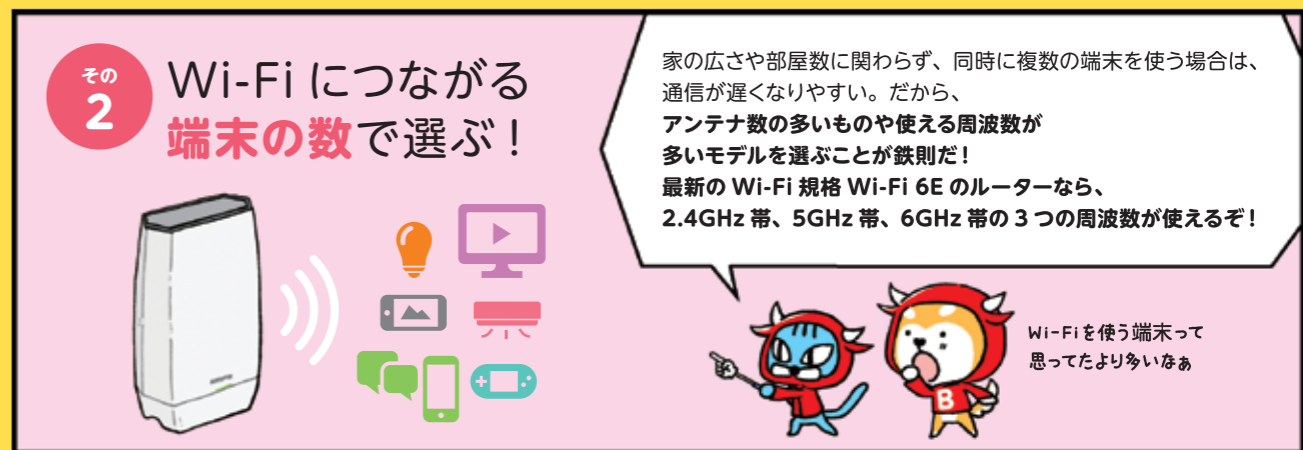 その
2
Wi-Fi につながる
端末の数で選ぶ！
家の広さや部屋数に関わらず、同時に複数の端末を使う場合は、
通信が遅くなりやすい。だから、
アンテナ数の多いものや使える周波数が
多いモデルを選ぶことが鉄則だ！
最新の Wi-Fi 規格 Wi-Fi 6E のルーターなら、
2.4GHz 帯、5GHz 帯、6GHz 帯の 3 つの周波数が使えるぞ！
Wi-Fiを使う端末って
思ってたより多いなぁ
B